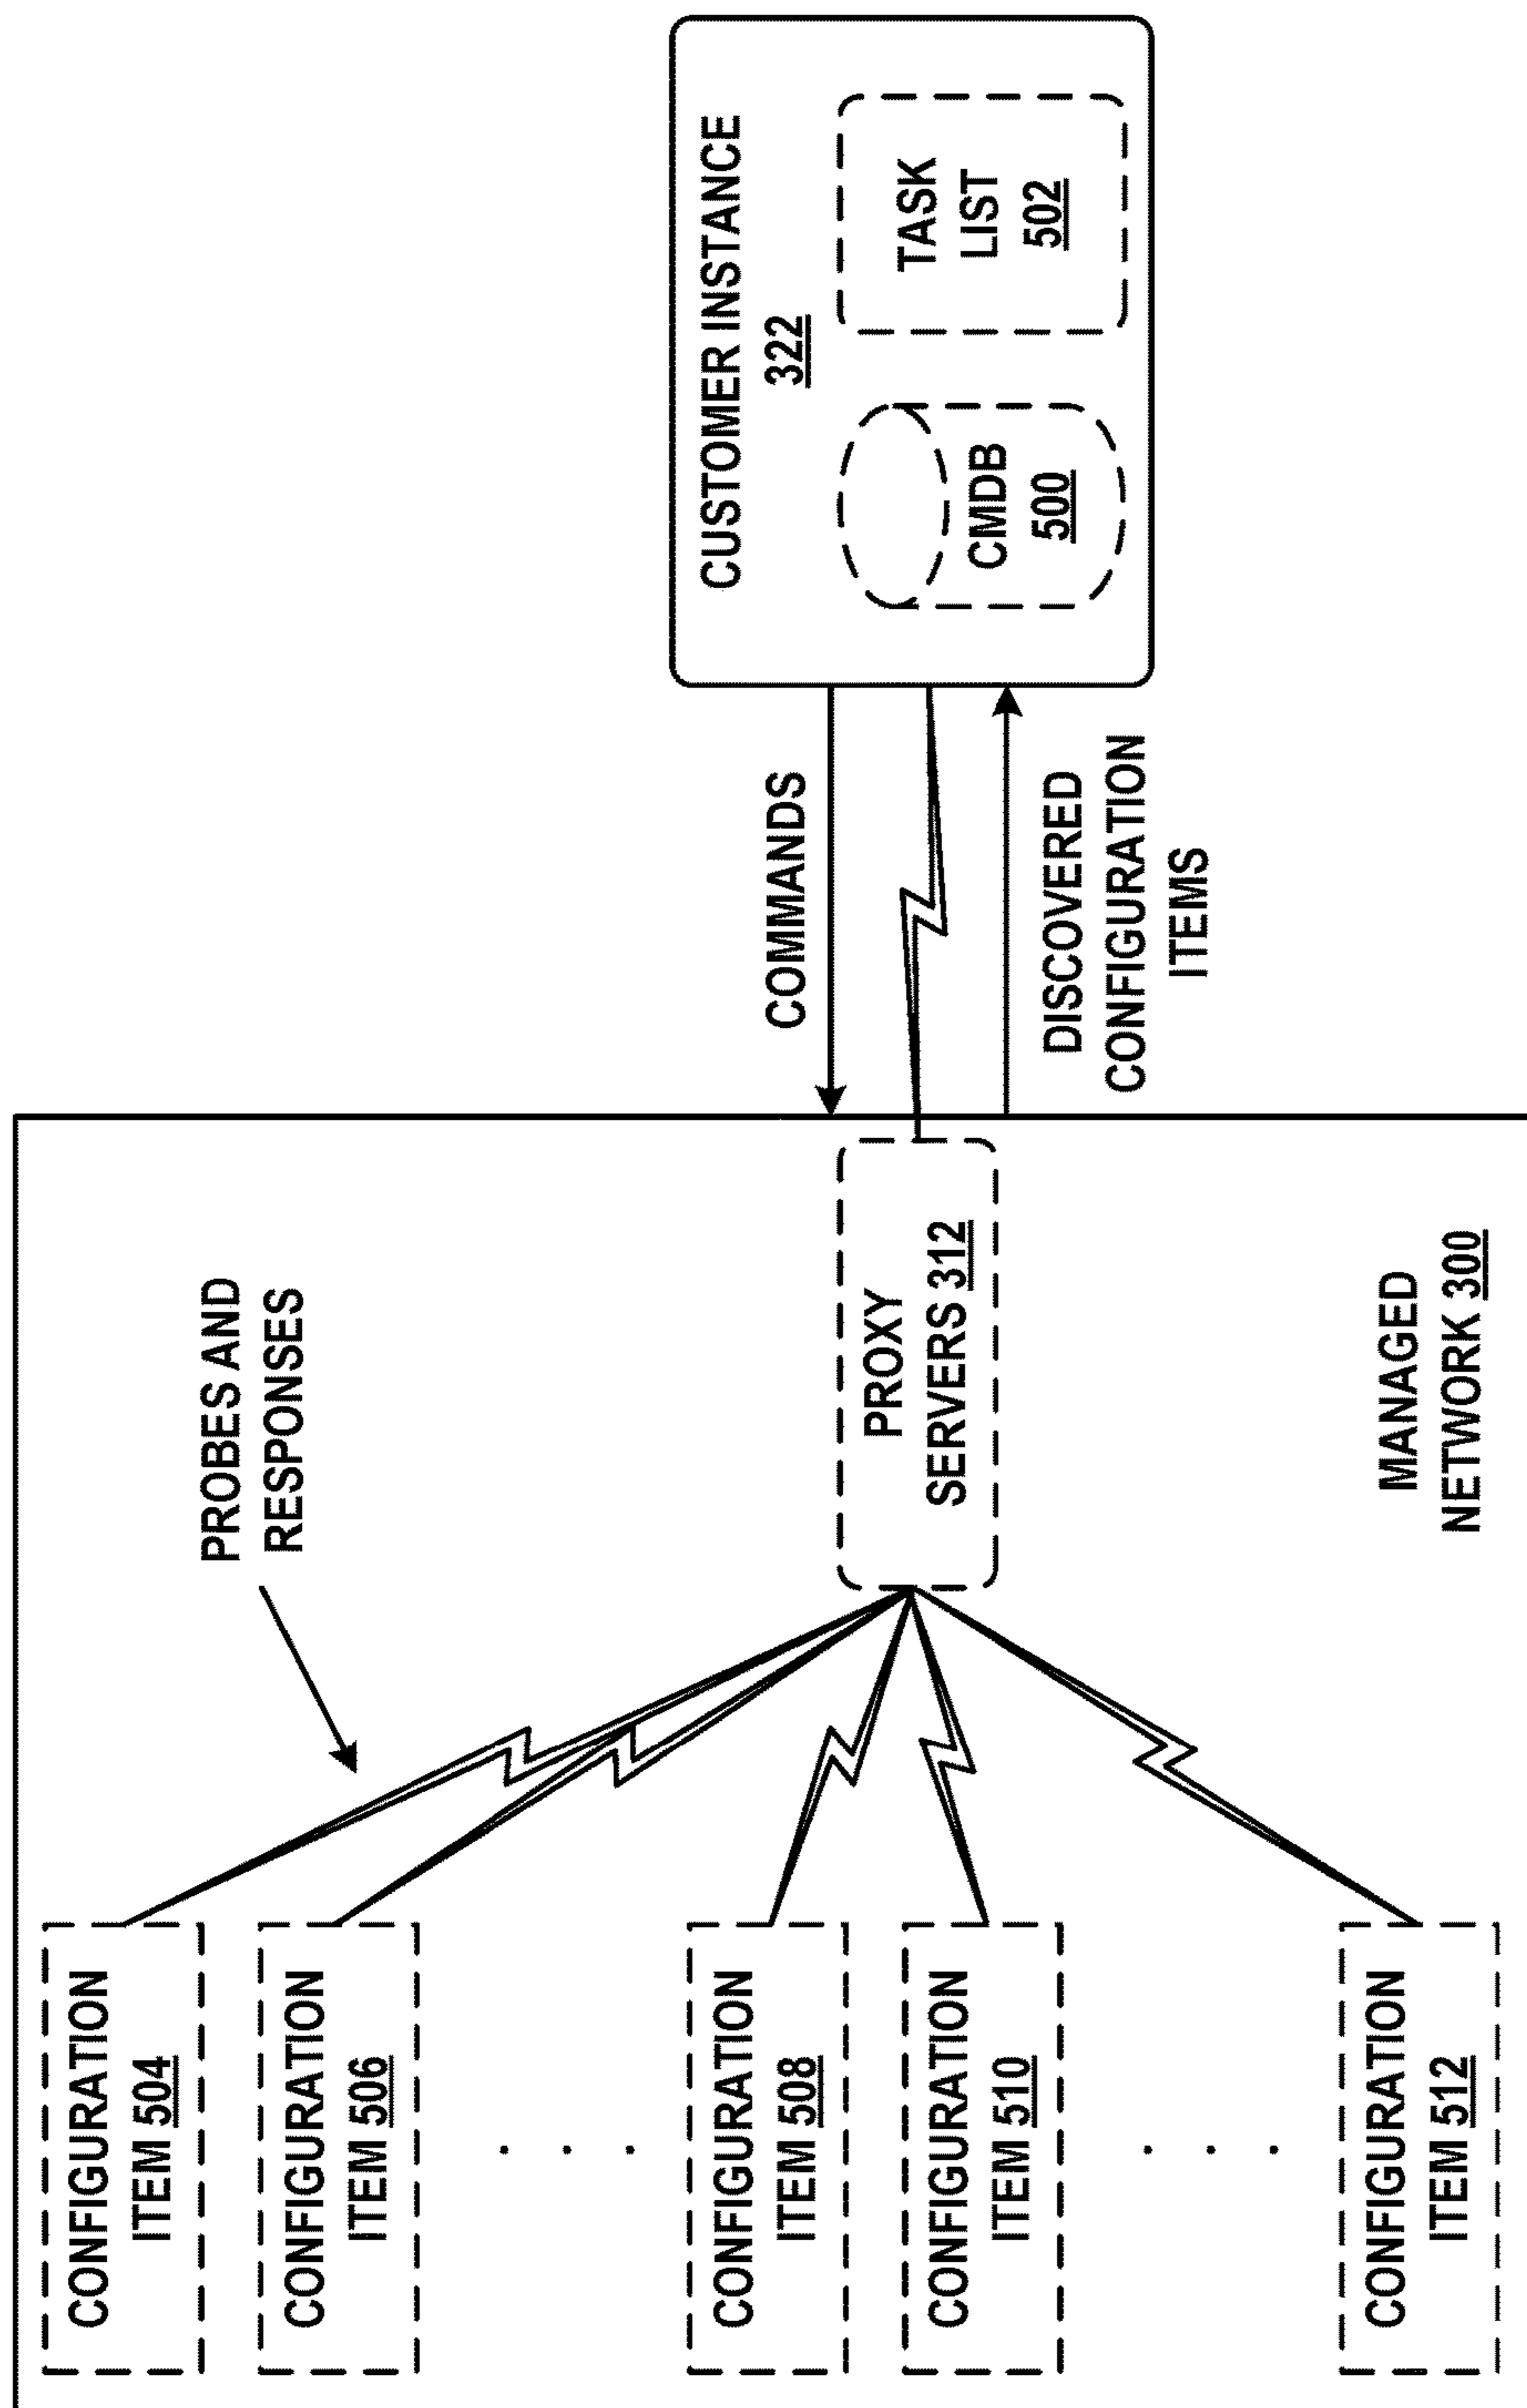 CONFIGURATION
ITEM 504
CONFIGURATION
ITEM 506
. . .
CONFIGURATION
ITEM 508
CONFIGURATION
ITEM 510
. . .
CONFIGURATION
ITEM 512
PROBES AND
RESPONSES
PROXY
SERVERS 312
MANAGED
NETWORK 300
COMMANDS
DISCOVERED
CONFIGURATION
ITEMS
CUSTOMER INSTANCE
322
CMDB
500
TASK
LIST
502